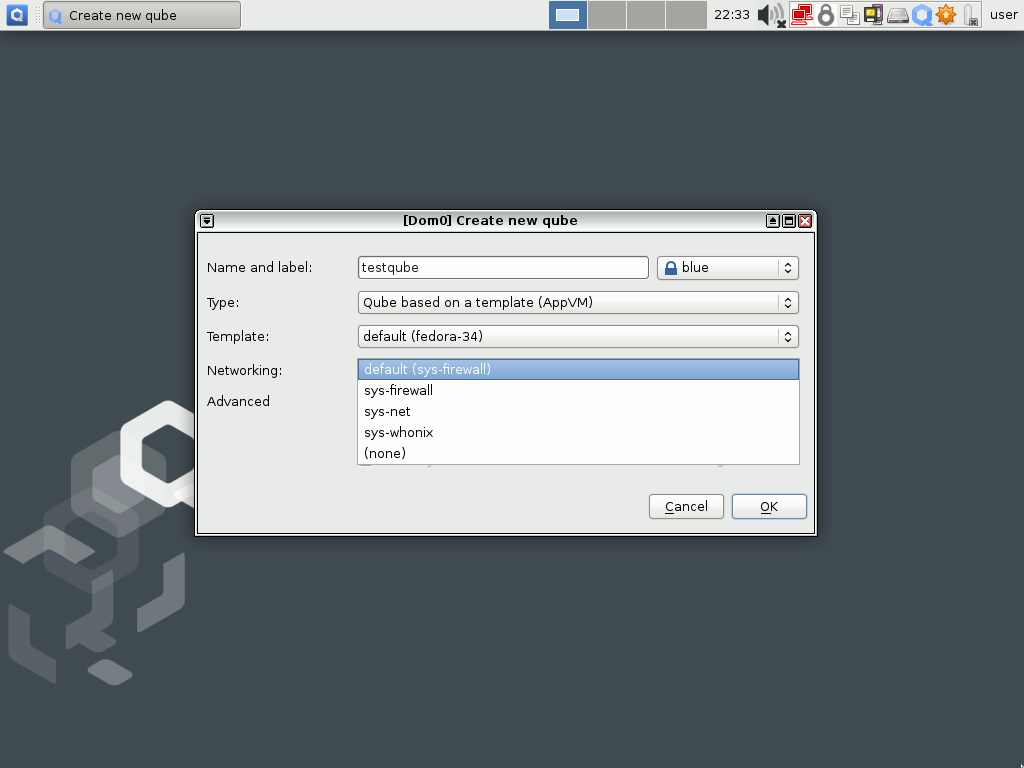 Create new qube
22:33
user
[Dom0] Create new qube
Name and label:
testqube
blue
Type:
Qube based on a template (AppVM)
Template:
default (fedora-34)
Networking:
default (sys-firewall)
sys-firewall
Advanced
sys-net
sys-whonix
(none)
Cancel
OK